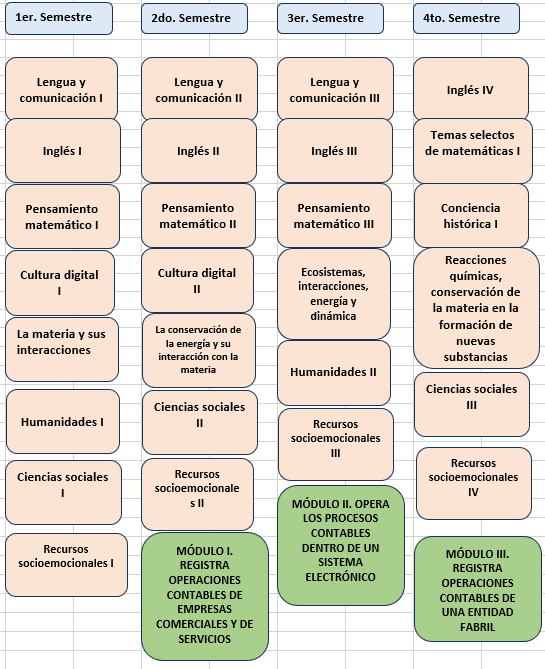 1er. Semestre
2do. Semestre
3er. Semestre
4to. Semestre
Lengua y
comunicación I
Inglés I
Pensamiento
matemático I
Cultura digital
I
La materia y sus
interacciones
Humanidades I
Ciencias sociales
I
Recursos
socioemocionales I
Lengua y
comunicación II
Inglés II
Pensamiento
matemático II
Cultura digital
II
La conservación de
la energía y su
interacción con la
materia
Ciencias sociales
II
Recursos
socioemocionale
s II
MÓDULO I.
REGISTRA
OPERACIONES
CONTABLES DE
EMPRESAS
COMERCIALES Y DE
SERVICIOS
Lengua y
comunicación III
Inglés III
Pensamiento
matemático III
Ecosistemas,
interacciones,
energía y
dinámica
Humanidades II
Recursos
socioemocionales
III
MÓDULO II. OPERA
LOS PROCESOS
CONTABLES
DENTRO DE UN
SISTEMA
ELECTRÓNICO
Inglés IV
Temas selectos
de matemáticas I
Conciencia
histórica I
Reacciones
químicas,
conservación de
la materia en la
formación de
nuevas
substancias
Ciencias sociales
III
Recursos
socioemocionales
IV
MÓDULO III.
REGISTRA
OPERACIONES
CONTABLES DE
UNA ENTIDAD
FABRIL